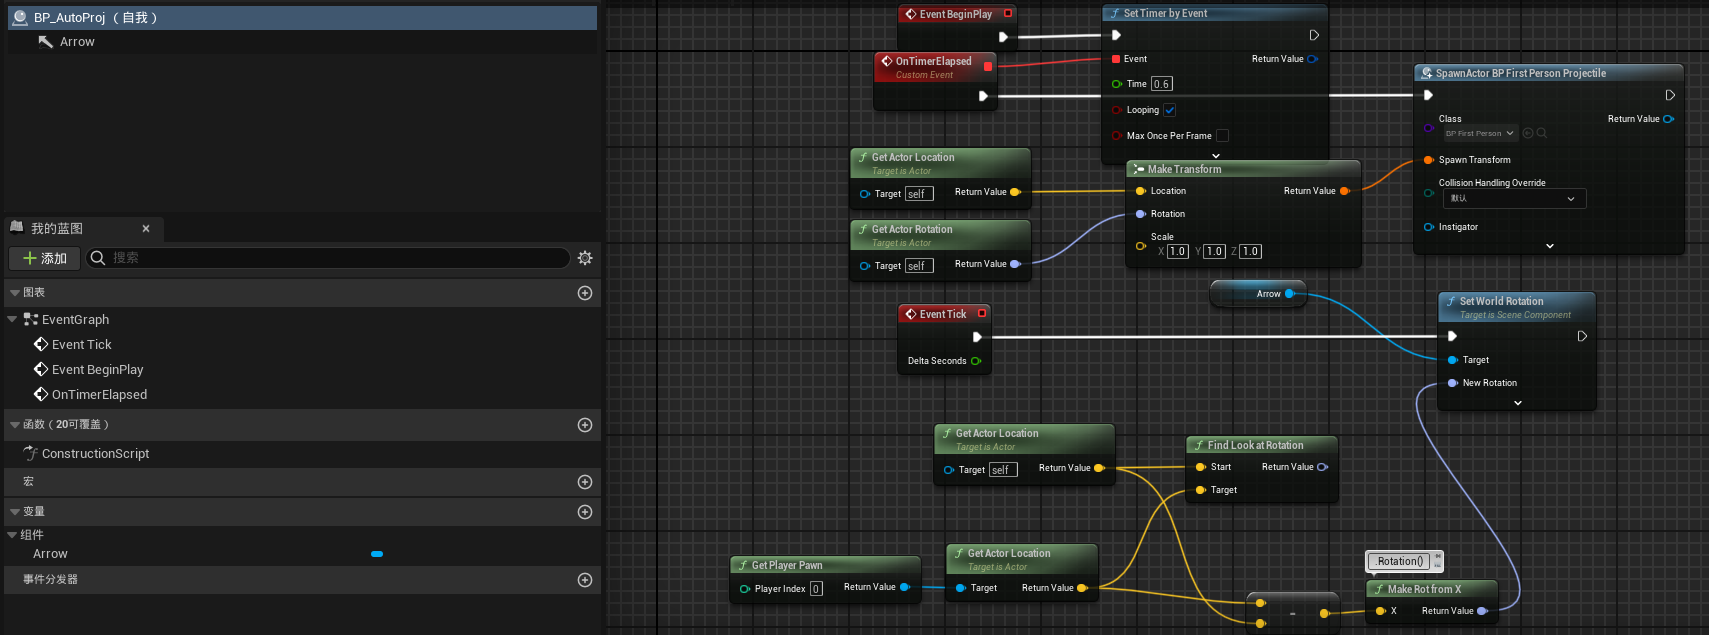 BP_AutoProj （自我）
Arrow
我的蓝图 ×
添加
搜索
图表
EventGraph
Event Tick
Event BeginPlay
OnTimerElapsed
函数（20可覆盖）
ConstructionScript
宏
变量
组件
Arrow
事件分发器
Event BeginPlay
OnTimerElapsed
Custom Event
Set Timer by Event
Event
Return Value
Time 0.6
Looping
Max Once Per Frame
SpawnActor BP First Person Projectile
Class
BP First Person
Return Value
Spawn Transform
Collision Handling Override
默认
Instigator
Get Actor Location
Target is Actor
Target self
Return Value
Get Actor Rotation
Target is Actor
Target self
Return Value
Make Transform
Location
Return Value
Rotation
Scale
X 1.0 Y 1.0 Z 1.0
Arrow
Event Tick
Delta Seconds
Set World Rotation
Target is Scene Component
Target
New Rotation
Get Actor Location
Target is Actor
Target self
Return Value
Find Look at Rotation
Start
Return Value
Target
Get Player Pawn
Player Index 0
Return Value
Get Actor Location
Target is Actor
Target
Return Value
-
.Rotation()
Make Rot from X
X
Return Value